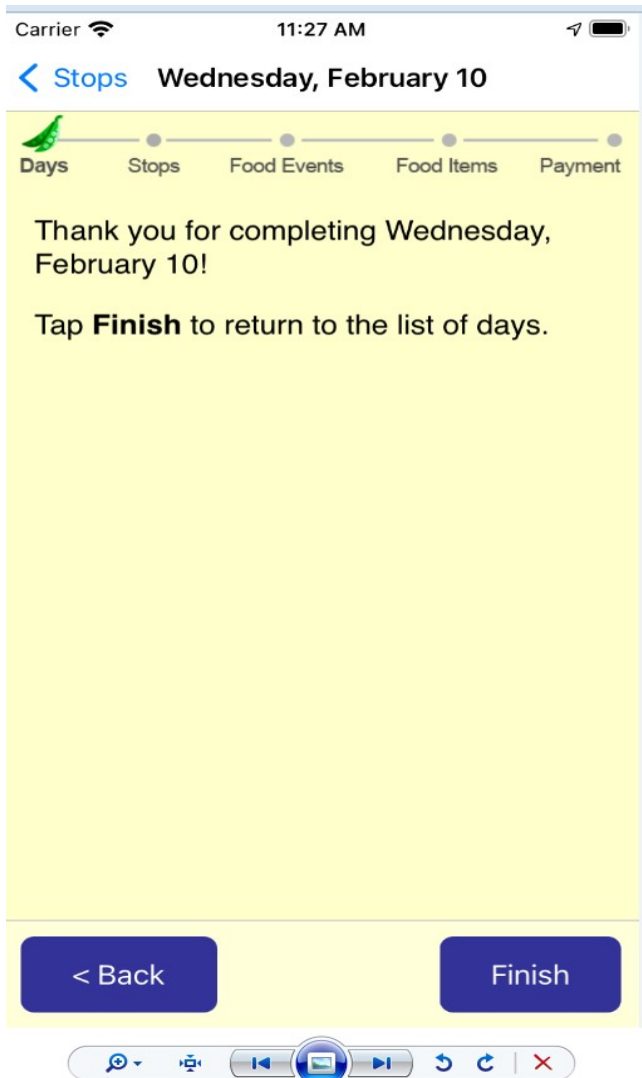 Carrier 11:27 AM
Stops Wednesday, February 10
Days Stops Food Events Food Items Payment
Thank you for completing Wednesday,
February 10!
Tap Finish to return to the list of days.
< Back Finish